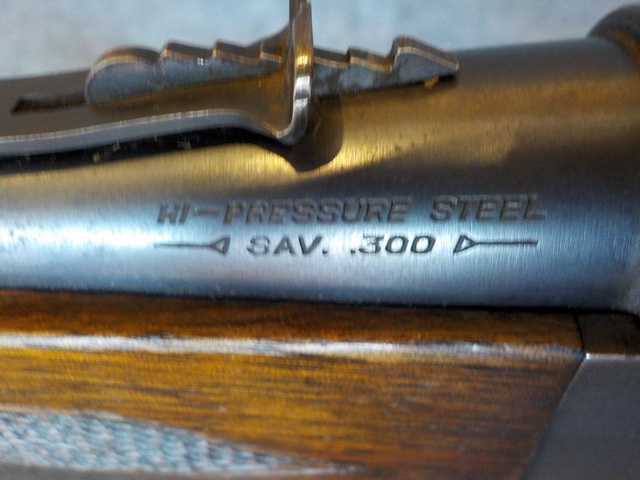 HI-PRESSURE STEEL
SAV. .300